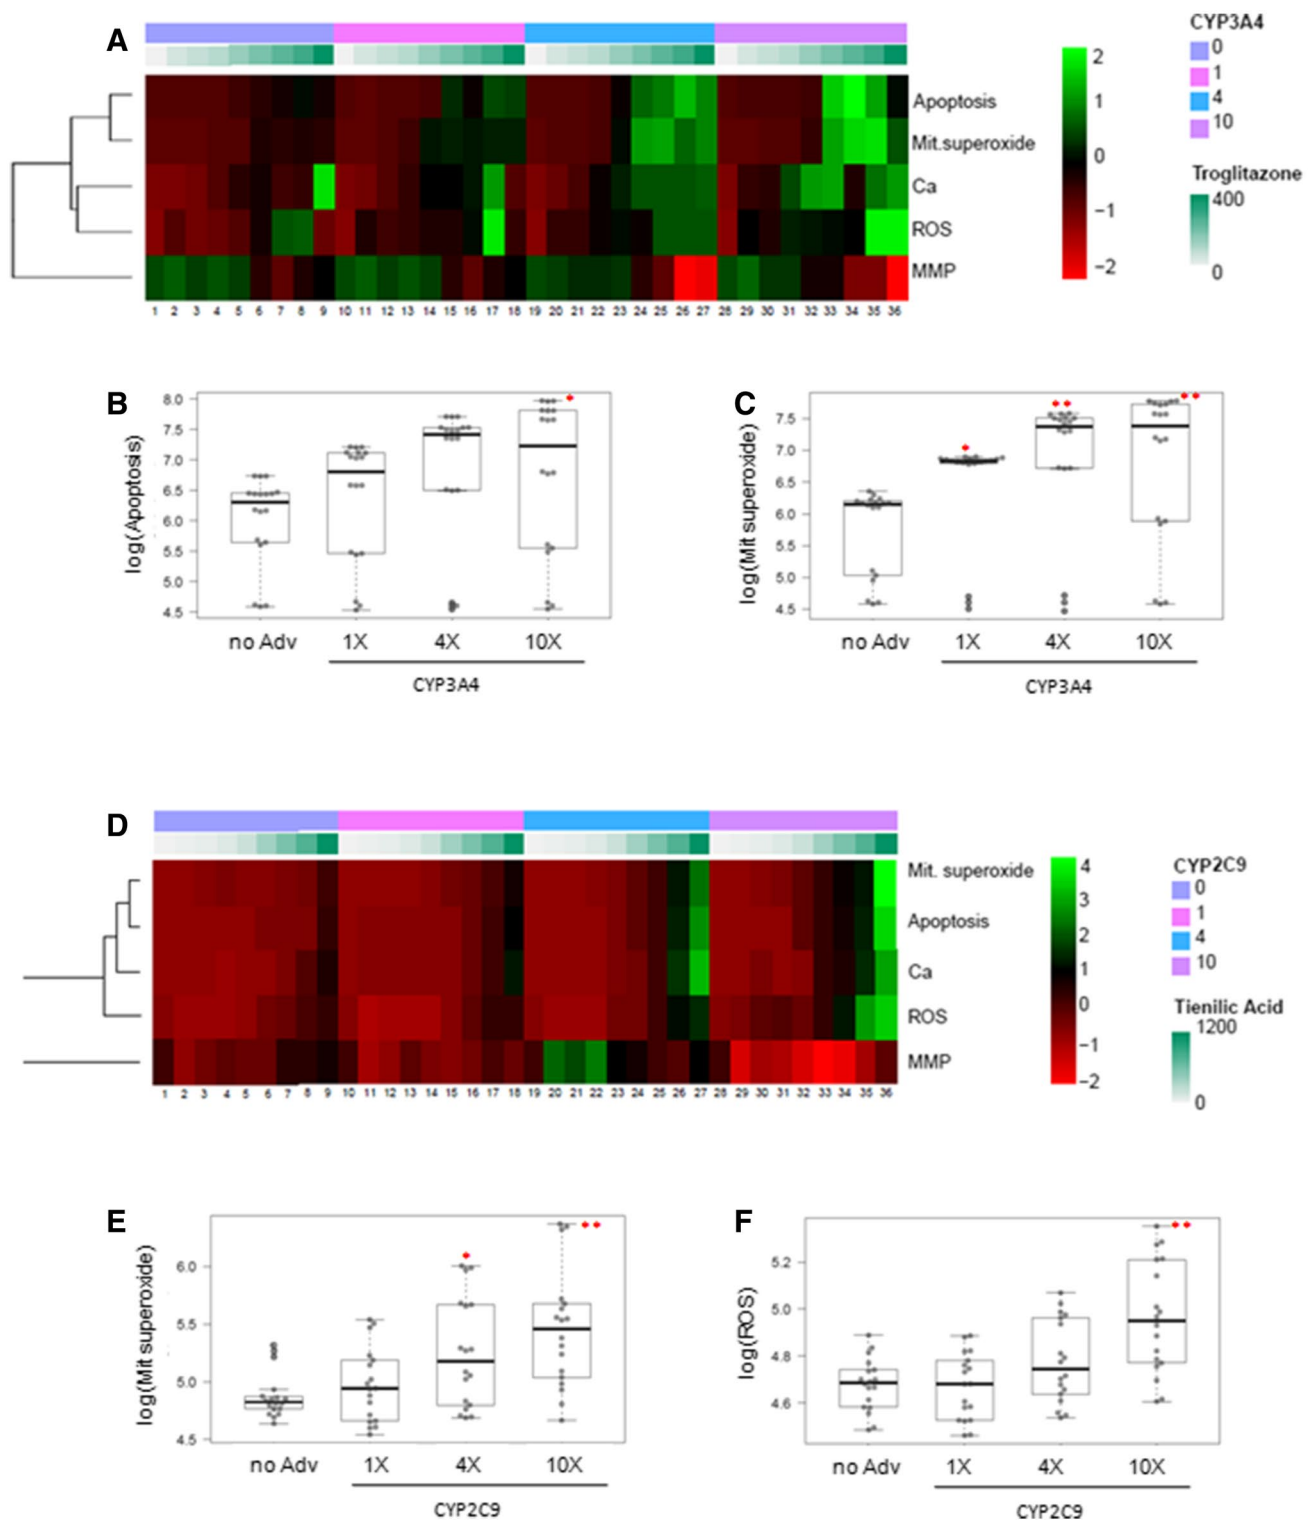 A
CYP3A4
0
1
4
10
Troglitazone
400
0
2
1
0
−1
−2
Apoptosis
Mit.superoxide
Ca
ROS
MMP
1 2 3 4 5 6 7 8 9 10 11 12 13 14 15 16 17 18 19 20 21 22 23 24 25 26 27 28 29 30 31 32 33 34 35 36
B
log(Apoptosis)
8.0
7.5
7.0
6.5
6.0
5.5
5.0
4.5
no Adv 1X 4X 10X
CYP3A4
C
log(Mit superoxide)
7.5
7.0
6.5
6.0
5.5
5.0
4.5
no Adv 1X 4X 10X
CYP3A4
D
Mit. superoxide
Apoptosis
Ca
ROS
MMP
4
3
2
1
0
−1
−2
CYP2C9
0
1
4
10
Tienilic Acid
1200
0
1 2 3 4 5 6 7 8 9 10 11 12 13 14 15 16 17 18 19 20 21 22 23 24 25 26 27 28 29 30 31 32 33 34 35 36
E
log(Mit superoxide)
6.0
5.5
5.0
4.5
no Adv 1X 4X 10X
CYP2C9
F
log(ROS)
5.2
5.0
4.8
4.6
no Adv 1X 4X 10X
CYP2C9